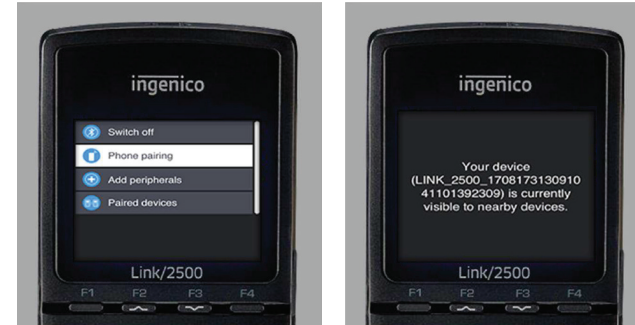 ingenico
Switch off
Phone pairing
Add peripherals
Paired devices
Link/2500
F1 F2 F3 F4
ingenico
Your device
(LINK_2500_1708173130910
41101392309) is currently
visible to nearby devices.
Link/2500
F1 F2 F3 F4